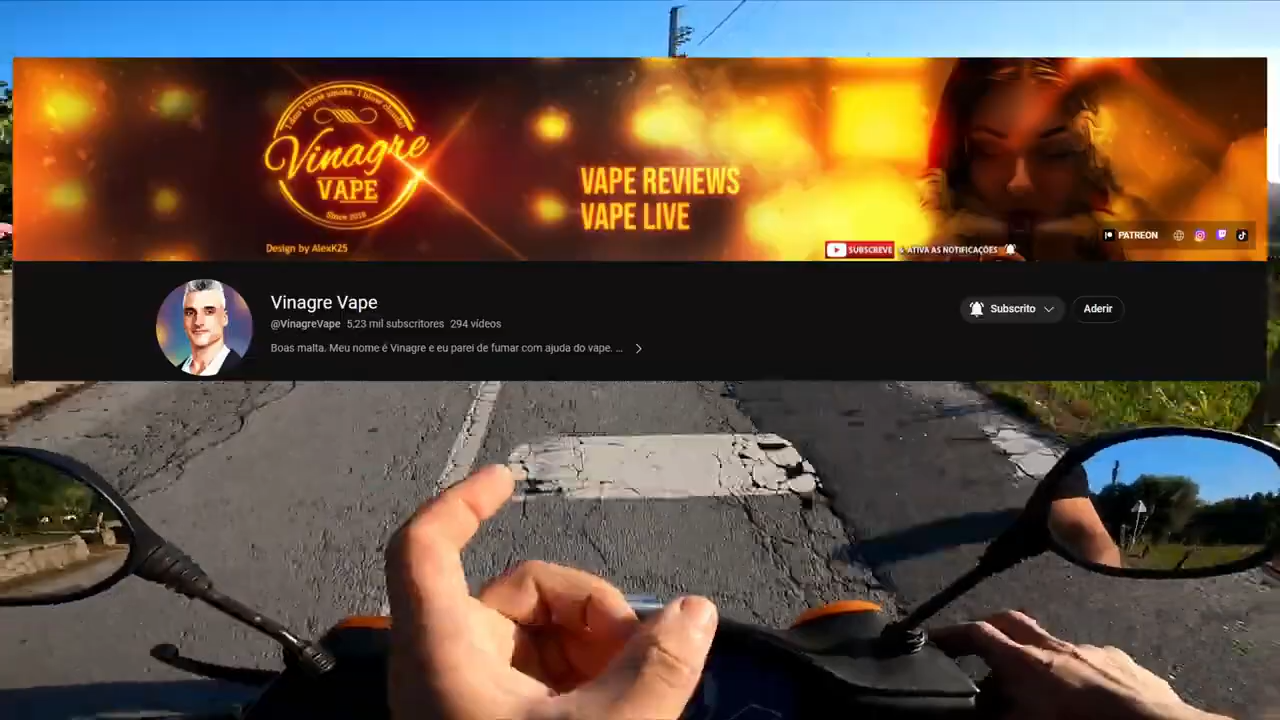 I don't blow smoke, I blow clouds!
Vinagre
VAPE
Since 2018
Design by AlexK25
VAPE REVIEWS
VAPE LIVE
SUBSCREVE & ATIVA AS NOTIFICAÇÕES
PATREON
Vinagre Vape
@VinagreVape 5,23 mil subscritores 294 vídeos
Boas malta. Meu nome é Vinagre e eu parei de fumar com ajuda do vape. ...
Subscrito
Aderir